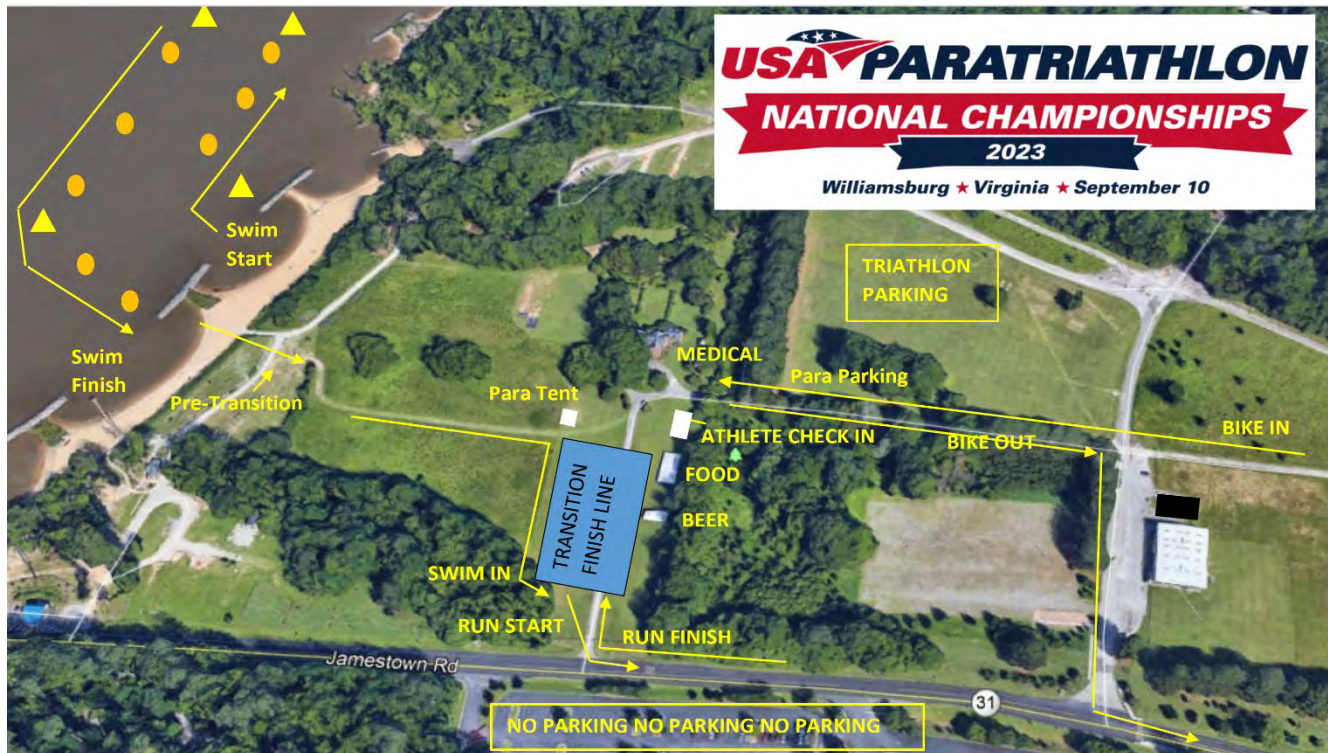 USA PARATRIATHLON
NATIONAL CHAMPIONSHIPS
2023
Williamsburg ★ Virginia ★ September 10
Swim
Start
TRIATHLON
PARKING
Swim
Finish
MEDICAL
Para Parking
Pre-Transition
Para Tent
ATHLETE CHECK IN
BIKE OUT
BIKE IN
FOOD
TRANSITION
FINISH LINE
BEER
SWIM IN
RUN START
RUN FINISH
Jamestown Rd
31
NO PARKING NO PARKING NO PARKING